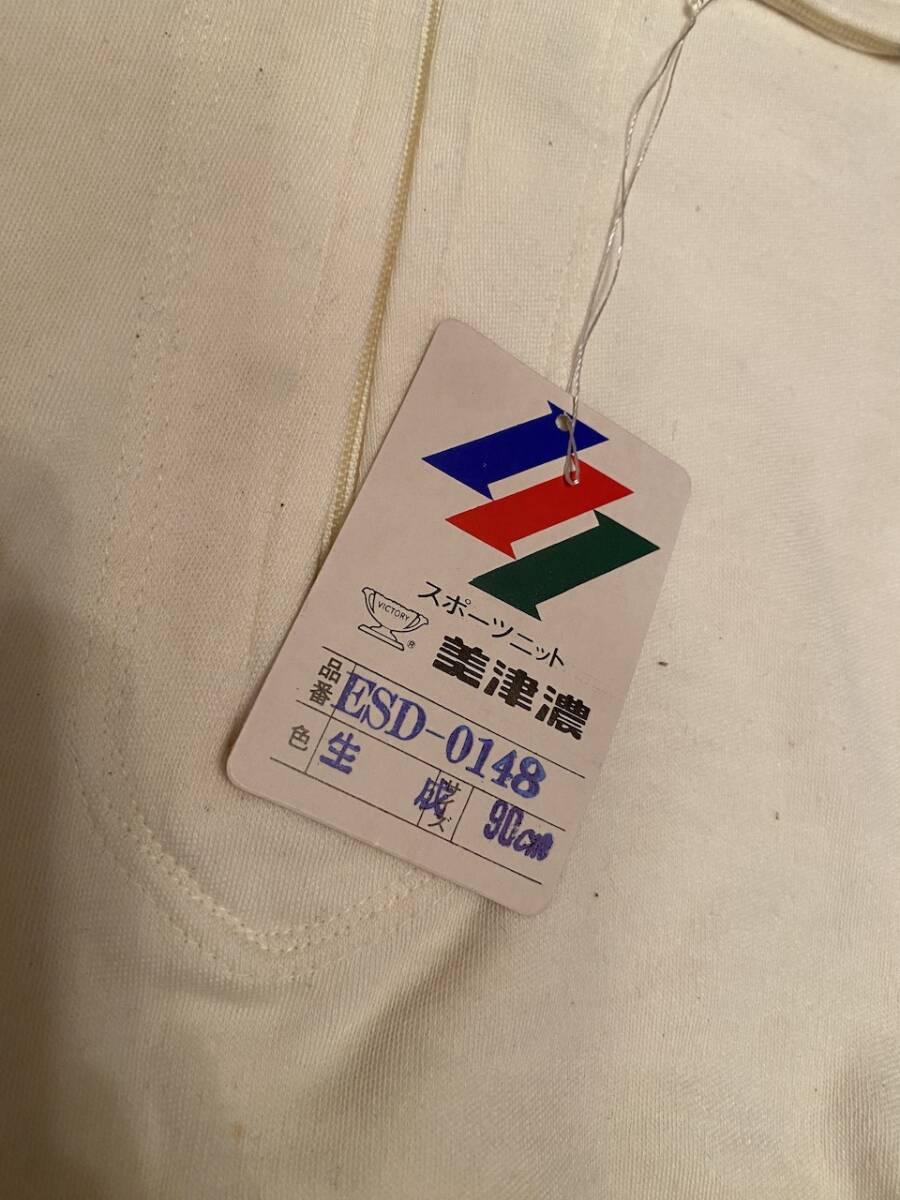 スポーツニット
VICTORY
®
美津濃
品番 ESD-0148
色 生成 サイズ 90cm